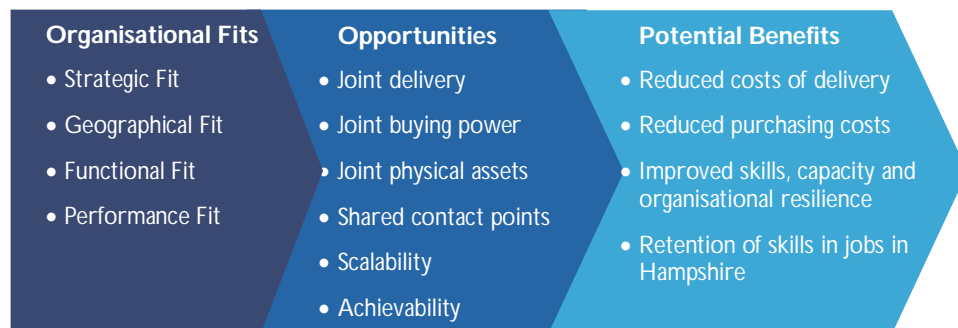 Organisational Fits
• Strategic Fit
• Geographical Fit
• Functional Fit
• Performance Fit
Opportunities
• Joint delivery
• Joint buying power
• Joint physical assets
• Shared contact points
• Scalability
• Achievability
Potential Benefits
• Reduced costs of delivery
• Reduced purchasing costs
• Improved skills, capacity and
organisational resilience
• Retention of skills in jobs in
Hampshire